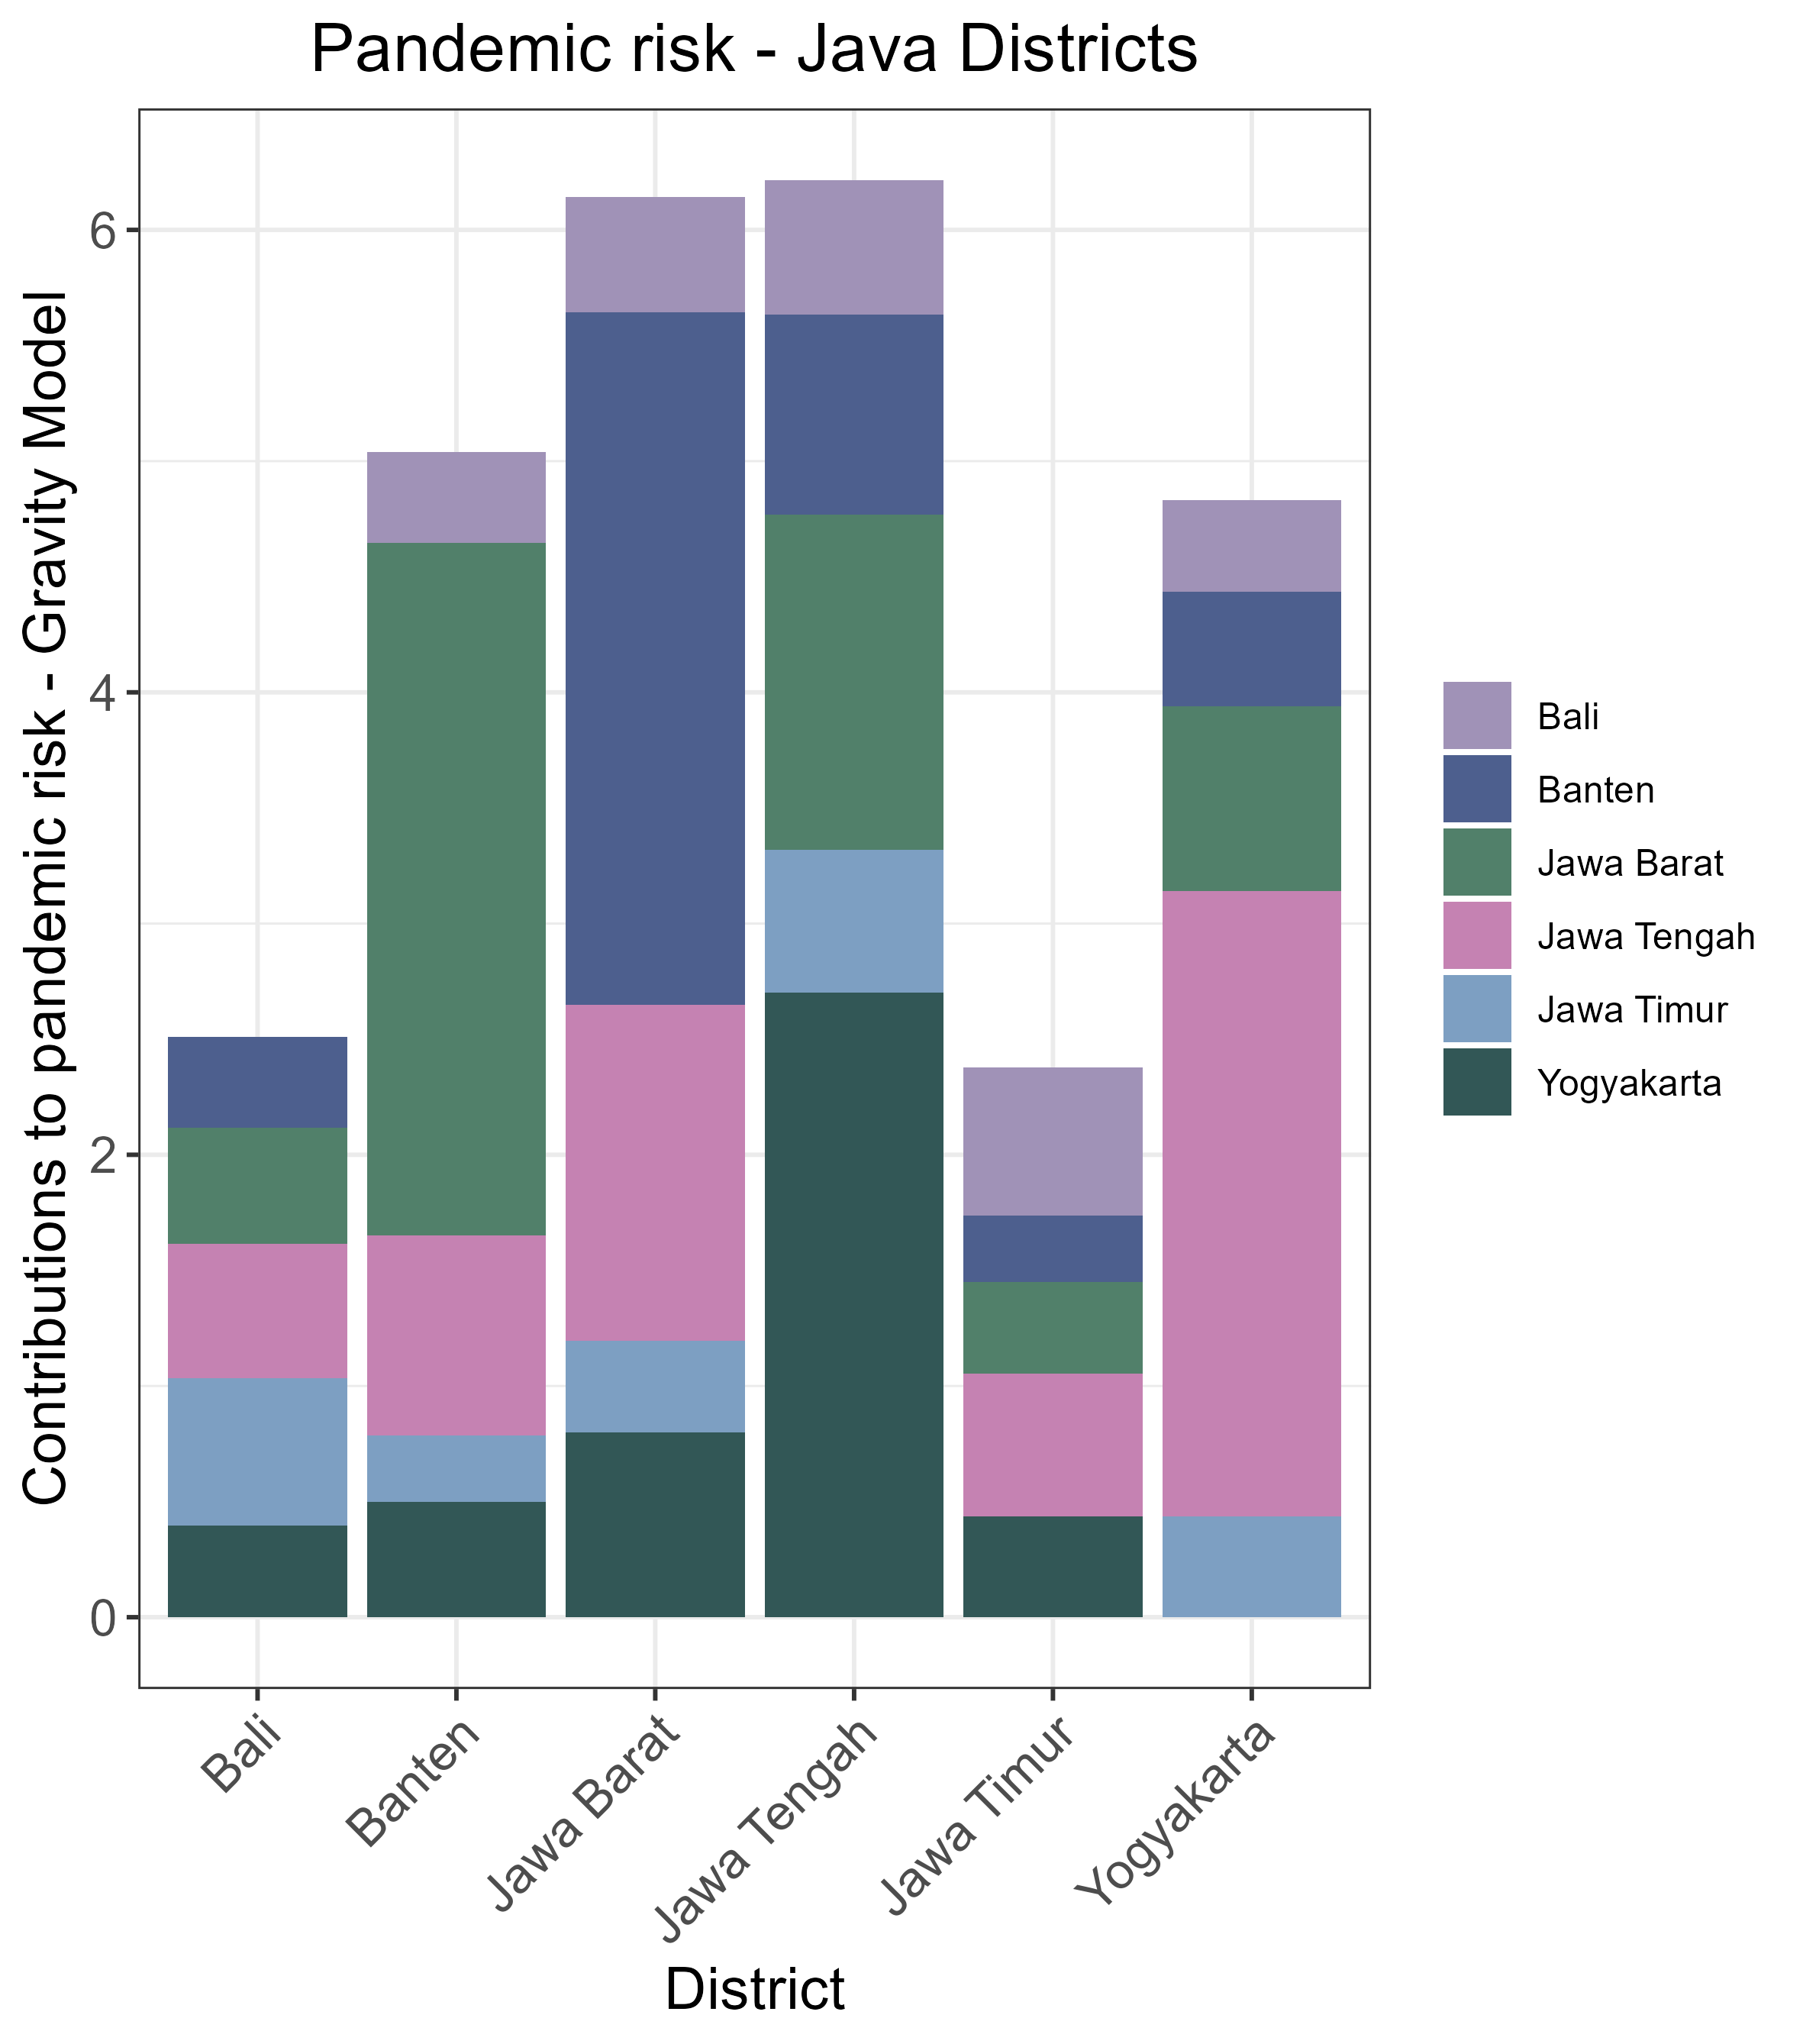 Pandemic risk - Java Districts
Contributions to pandemic risk - Gravity Model
6
4
2
0
Bali
Banten
Jawa Barat
Jawa Tengah
Jawa Timur
Yogyakarta
District
Bali
Banten
Jawa Barat
Jawa Tengah
Jawa Timur
Yogyakarta